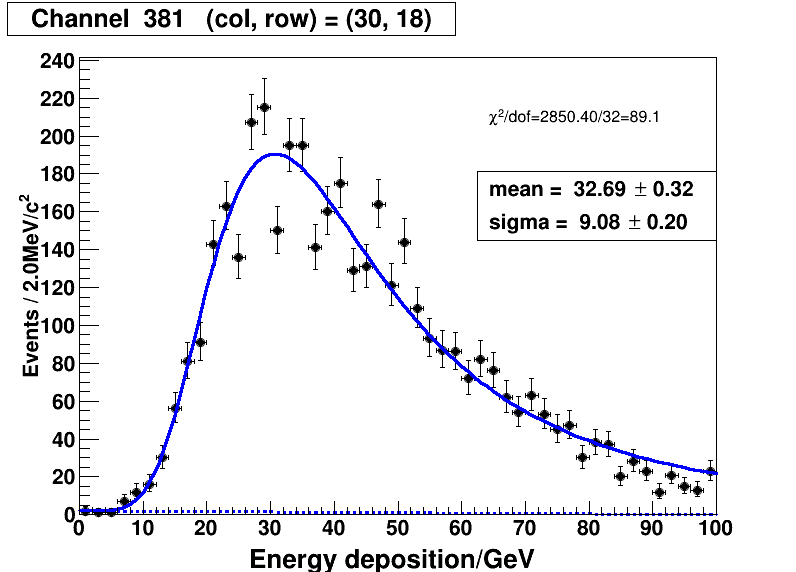 Channel 381 (col, row) = (30, 18)
240
220
200
180
160
140
120
100
80
60
40
20
0
Events / 2.0MeV/c²
χ²/dof=2850.40/32=89.1
mean = 32.69 ± 0.32
sigma = 9.08 ± 0.20
0 10 20 30 40 50 60 70 80 90 100
Energy deposition/GeV